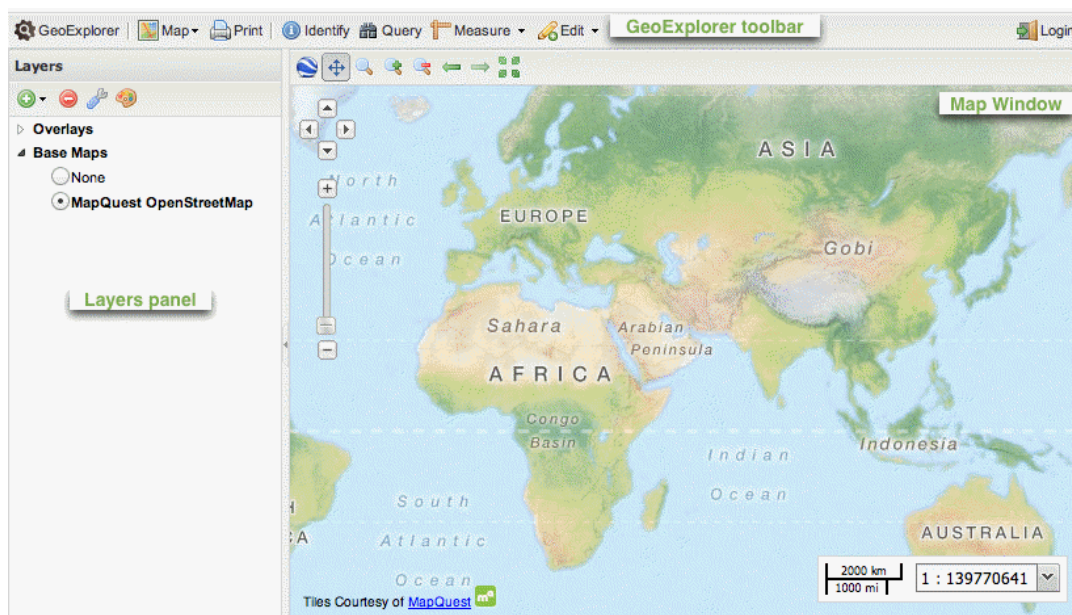 GeoExplorer Map Print Identify Query Measure Edit GeoExplorer toolbar Login
Layers
Map Window
Overlays
Base Maps
None
MapQuest OpenStreetMap
Layers panel
ASIA
North
Atlantic
Ocean
EUROPE
Gobi
Sahara
Arabian
Peninsula
AFRICA
Congo
Basin
Indonesia
Indian
Ocean
South
Atlantic
Ocean
CA
AUSTRALIA
2000 km
1000 mi
1 : 139770641
Tiles Courtesy of MapQuest
m